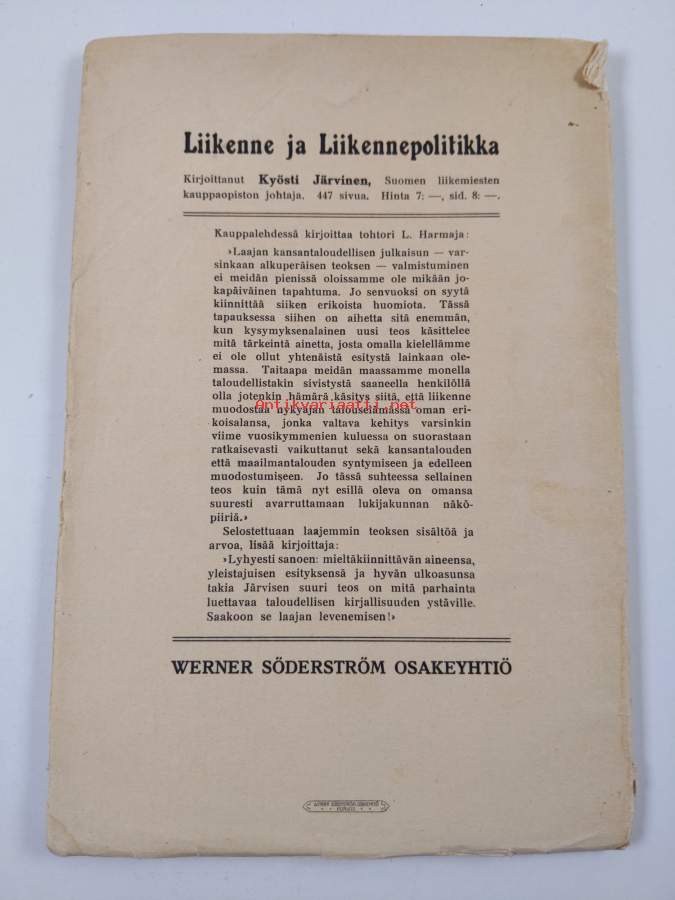 Liikenne ja Liikennepolitikka
Kirjoittanut Kyösti Järvinen, Suomen liikemiesten
kauppaopiston johtaja. 447 sivua. Hinta 7: —, sid. 8: —.
Kauppalehdessä kirjoittaa tohtori L. Harmaja:
»Laajan kansantaloudellisen julkaisun — var-
sinkaan alkuperäisen teoksen — valmistuminen
ei meidän pienissä oloissamme ole mikään jo-
kapäiväinen tapahtuma. Jo senvuoksi on syytä
kiinnittää siiken erikoista huomiota. Tässä
tapauksessa siihen on aihetta sitä enemmän,
kun kysymyksenalainen uusi teos käsittelee
mitä tärkeintä ainetta, josta omalla kielellämme
ei ole ollut yhtenäistä esitystä lainkaan ole-
massa. Taitaapa meidän maassamme monella
taloudellistakin sivistystä saaneella henkilöllä
olla jotenkin hämärä käsitys siitä, että liikenne
Antikvariaatti.net
muodostaa nykyajan talouselämässä oman eri-
koisalansa, jonka valtava kehitys varsinkin
viime vuosikymmenien kuluessa on suorastaan
ratkaisevasti vaikuttanut sekä kansantalouden
että maailmantalouden syntymiseen ja edelleen
muodostumiseen. Jo tässä suhteessa sellainen
teos kuin tämä nyt esillä oleva on omansa
suuresti avarruttamaan lukijakunnan näkö-
piiriä.»
Selostettuaan laajemmin teoksen sisältöä ja
arvoa, lisää kirjoittaja:
»Lyhyesti sanoen: mieltäkiinnittävän aineensa,
yleistajuisen esityksensä ja hyvän ulkoasunsa
takia Järvisen suuri teos on mitä parhainta
luettavaa taloudellisen kirjallisuuden ystäville.
Saakoon se laajan levenemisen!»
WERNER SÖDERSTRÖM OSAKEYHTIÖ